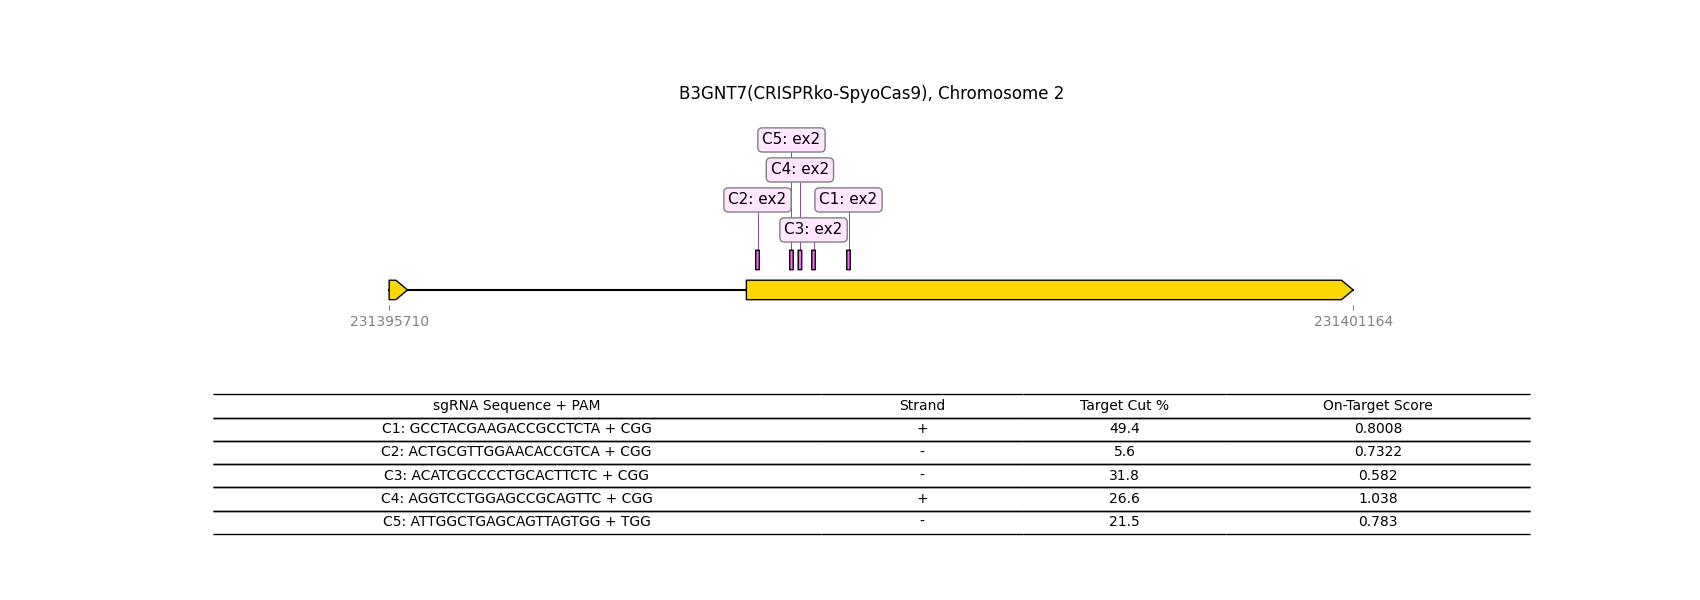 B3GNT7(CRISPRko-SpyoCas9), Chromosome 2
C5: ex2
C4: ex2
C2: ex2
C1: ex2
C3: ex2
231395710
231401164
sgRNA Sequence + PAM Strand Target Cut % On-Target Score
C1: GCCTACGAAGACCGCCTCTA + CGG + 49.4 0.8008
C2: ACTGCGTTGGAACACCGTCA + CGG - 5.6 0.7322
C3: ACATCGCCCCTGCACTTCTC + CGG - 31.8 0.582
C4: AGGTCCTGGAGCCGCAGTTC + CGG + 26.6 1.038
C5: ATTGGCTGAGCAGTTAGTGG + TGG - 21.5 0.783